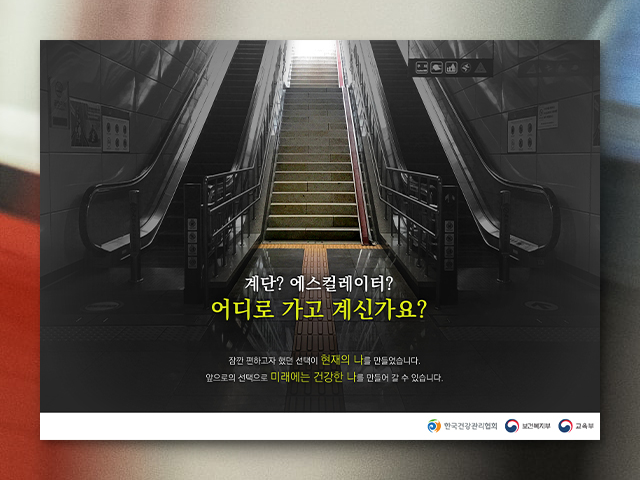 계단? 에스컬레이터?
어디로 가고 계신가요?
잠깐 편하고자 했던 선택이 현재의 나를 만들었습니다.
앞으로의 선택으로 미래에는 건강한 나를 만들어 갈 수 있습니다.
한국건강관리협회 보건복지부 교육부